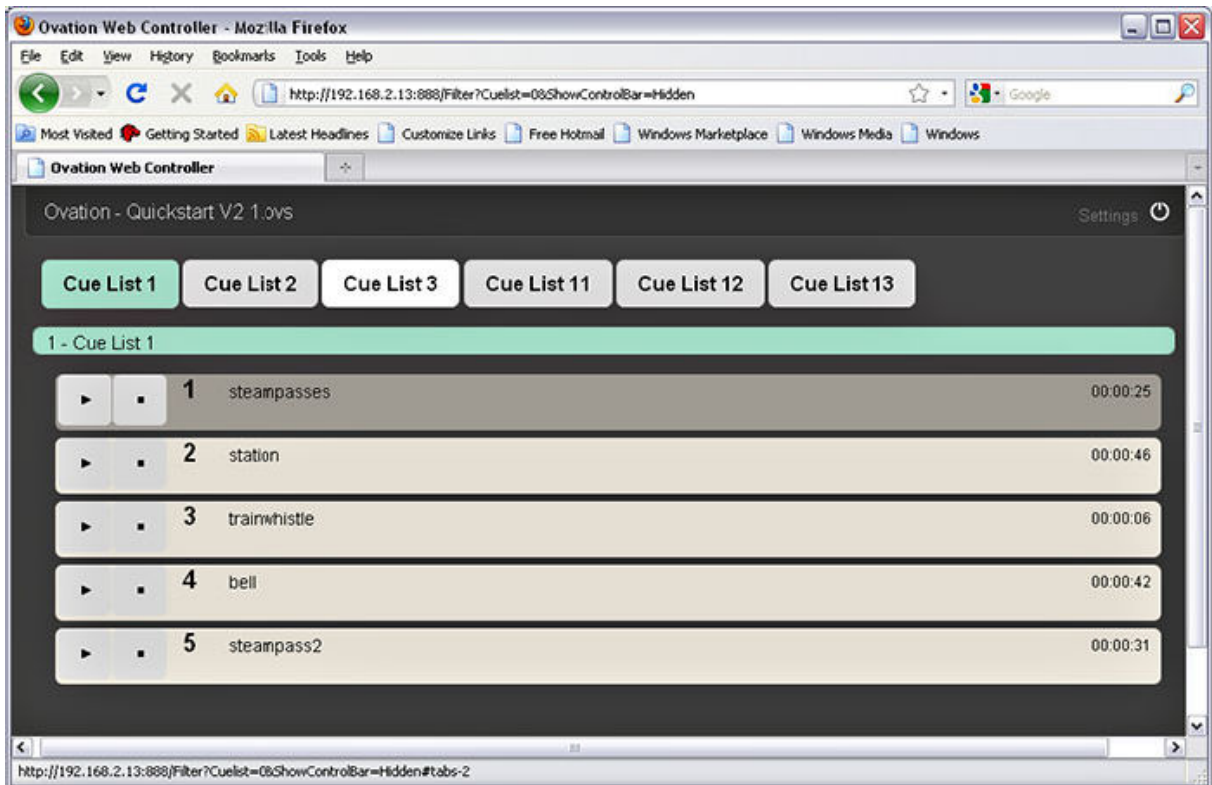 Ovation Web Controller - Mozilla Firefox
File Edit View History Bookmarks Tools Help
http://192.168.2.13:888/Filter?Cuelist=0&ShowControlBar=Hidden Google
Most Visited Getting Started Latest Headlines Customize Links Free Hotmail Windows Marketplace Windows Media Windows
Ovation Web Controller
Ovation - Quickstart V2 1.ovs Settings
Cue List 1 Cue List 2 Cue List 3 Cue List 11 Cue List 12 Cue List 13
1 - Cue List 1
1 steampasses 00:00:25
2 station 00:00:46
3 trainwhistle 00:00:06
4 bell 00:00:42
5 steampass2 00:00:31
http://192.168.2.13:888/Filter?Cuelist=0&ShowControlBar=Hidden#tabs-2